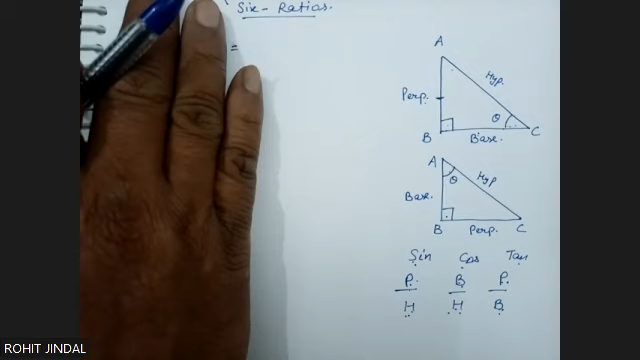 Six - Ratios.
=
A
Hyp.
Perp.
θ
B Base. C
A
θ Hyp
Base.
B Perp. C
Sin Cos Tan
P B P
H H B
ROHIT JINDAL